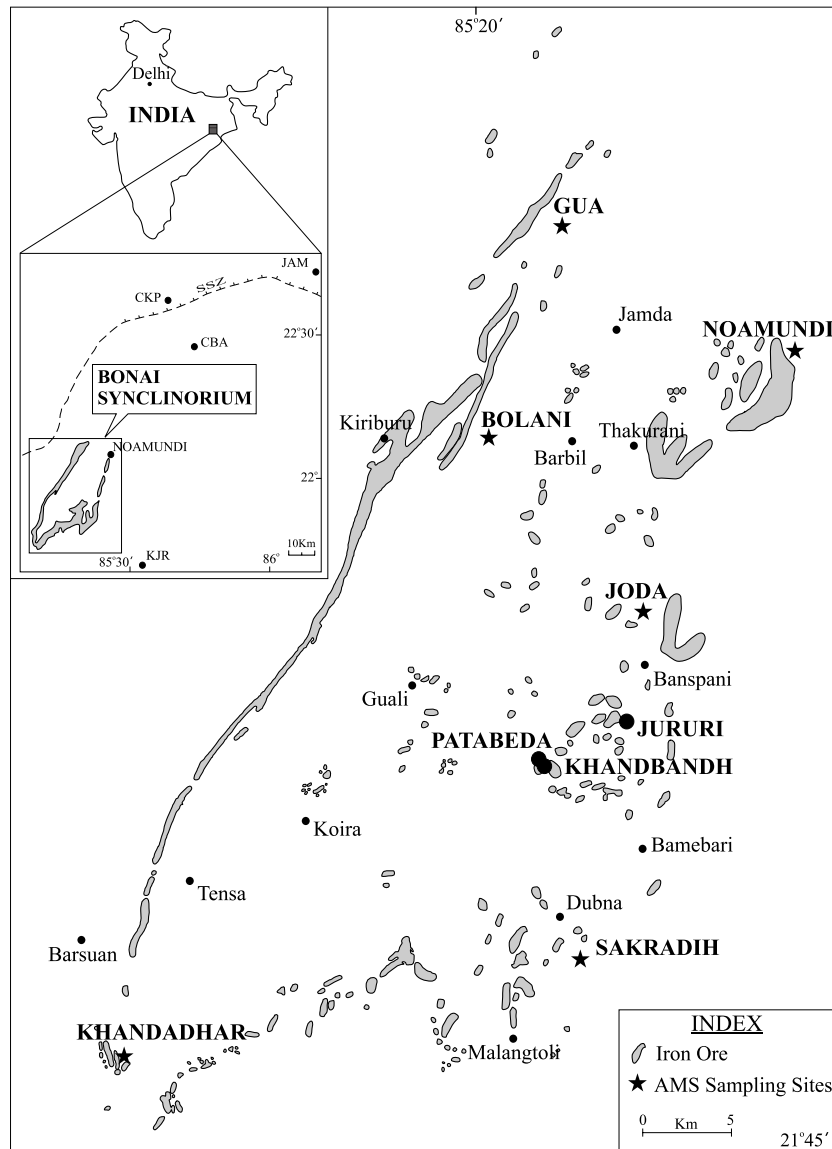 85°20′
Delhi
INDIA
GUA
JAM
SSZ
CKP
Jamda
22°30′
NOAMUNDI
CBA
BONAI
SYNCLINORIUM
Kiriburu
BOLANI
Thakurani
Barbil
NOAMUNDI
22°
KJR
85°30′
86°
10Km
JODA
Banspani
Guali
JURURI
PATABEDA
KHANDBANDH
Koira
Bamebari
Tensa
Dubna
Barsuan
SAKRADIH
KHANDADHAR
Malangtoli
INDEX
Iron Ore
AMS Sampling Sites
0 Km 5
21°45′